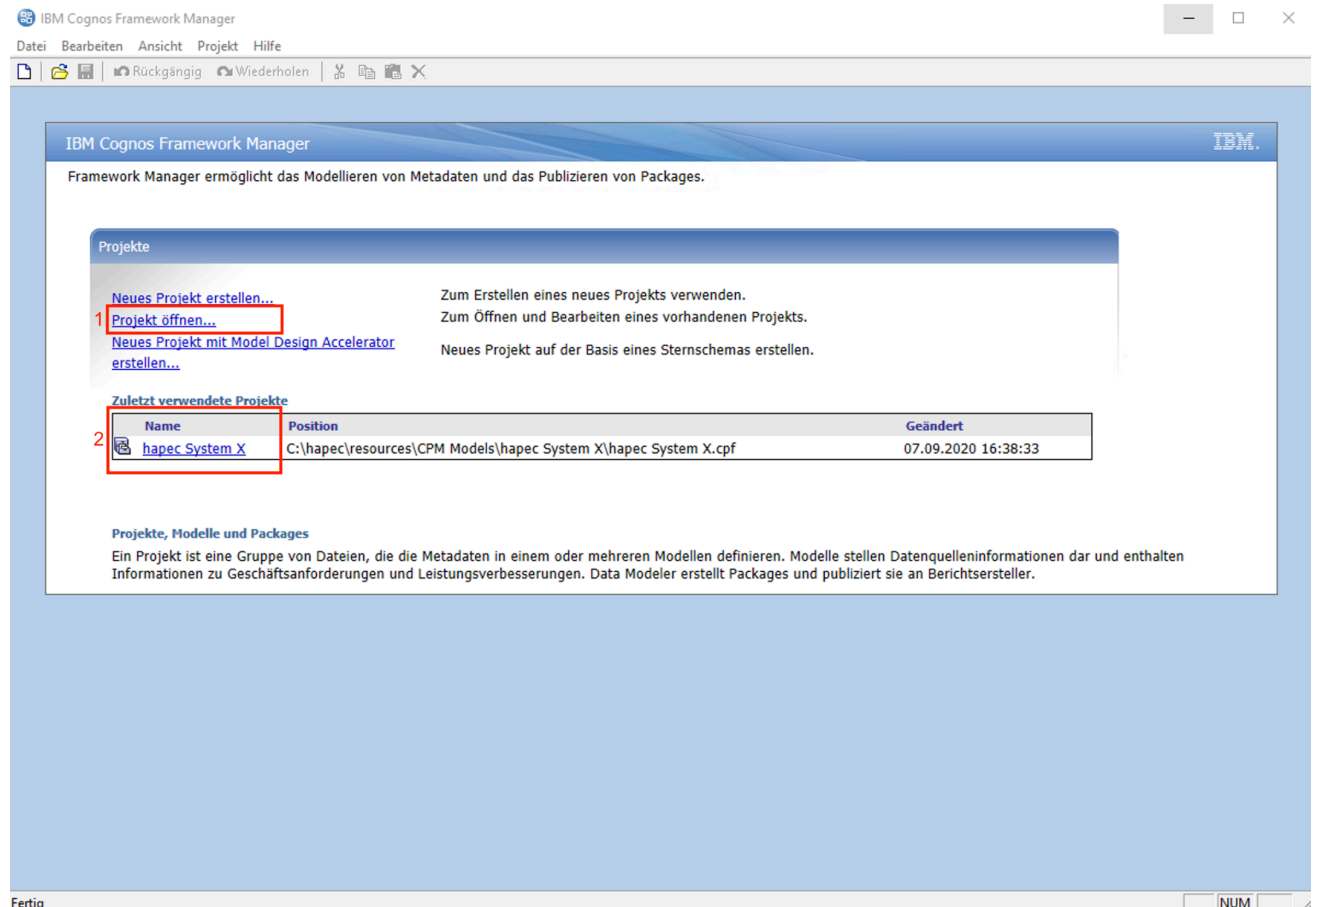 IBM Cognos Framework Manager
Datei Bearbeiten Ansicht Projekt Hilfe
Rückgängig Wiederholen
IBM Cognos Framework Manager IBM.
Framework Manager ermöglicht das Modellieren von Metadaten und das Publizieren von Packages.
Projekte
Neues Projekt erstellen... Zum Erstellen eines neues Projekts verwenden.
1 Projekt öffnen... Zum Öffnen und Bearbeiten eines vorhandenen Projekts.
Neues Projekt mit Model Design Accelerator
erstellen... Neues Projekt auf der Basis eines Sternschemas erstellen.
Zuletzt verwendete Projekte
Name Position Geändert
2 hapec System X C:\hapec\resources\CPM Models\hapec System X\hapec System X.cpf 07.09.2020 16:38:33
Projekte, Modelle und Packages
Ein Projekt ist eine Gruppe von Dateien, die die Metadaten in einem oder mehreren Modellen definieren. Modelle stellen Datenquelleninformationen dar und enthalten
Informationen zu Geschäftsanforderungen und Leistungsverbesserungen. Data Modeler erstellt Packages und publiziert sie an Berichtsersteller.
Fertig NUM